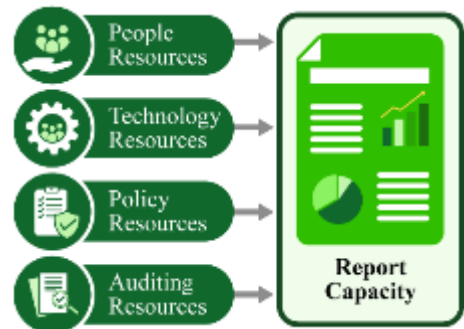 People
Resources
Technology
Resources
Policy
Resources
Auditing
Resources
Report
Capacity